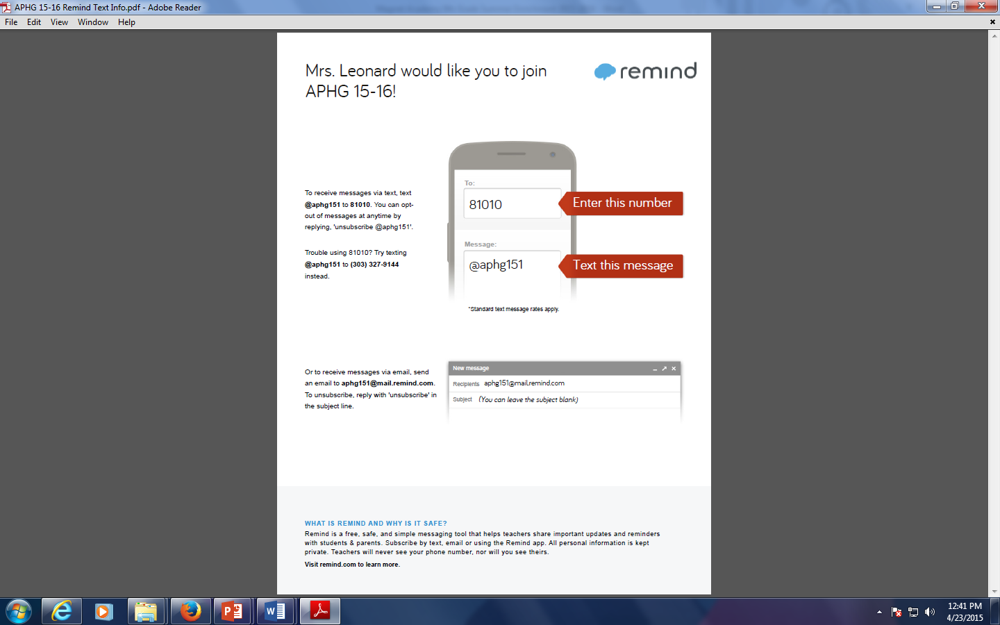 APHG 15-16 Remind Text Info.pdf - Adobe Reader
File Edit View Window Help
Mrs. Leonard would like you to join
APHG 15-16!
remind
To receive messages via text, text
@aphg151 to 81010. You can opt-
out of messages at anytime by
replying, 'unsubscribe @aphg151'.
Trouble using 81010? Try texting
@aphg151 to (303) 327-9144
instead.
To:
81010
Enter this number
Message:
@aphg151
Text this message
*Standard text message rates apply.
Or to receive messages via email, send
an email to aphg151@mail.remind.com.
To unsubscribe, reply with 'unsubscribe' in
the subject line.
New message
Recipients aphg151@mail.remind.com
Subject (You can leave the subject blank)
WHAT IS REMIND AND WHY IS IT SAFE?
Remind is a free, safe, and simple messaging tool that helps teachers share important updates and reminders
with students & parents. Subscribe by text, email or using the Remind app. All personal information is kept
private. Teachers will never see your phone number, nor will you see theirs.
Visit remind.com to learn more.
12:41 PM
4/23/2015